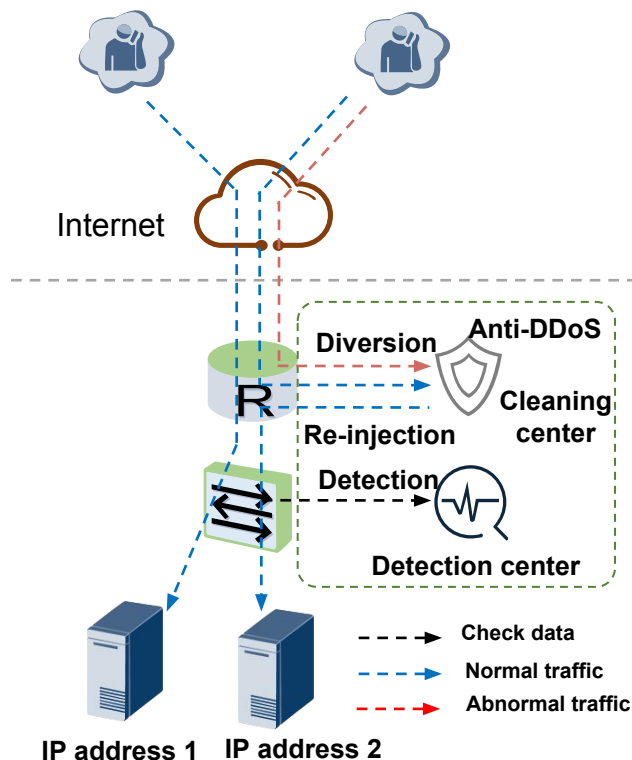 Internet
Anti-DDoS
Diversion
R
Cleaning
center
Re-injection
Detection
Detection center
Check data
Normal traffic
Abnormal traffic
IP address 1
IP address 2